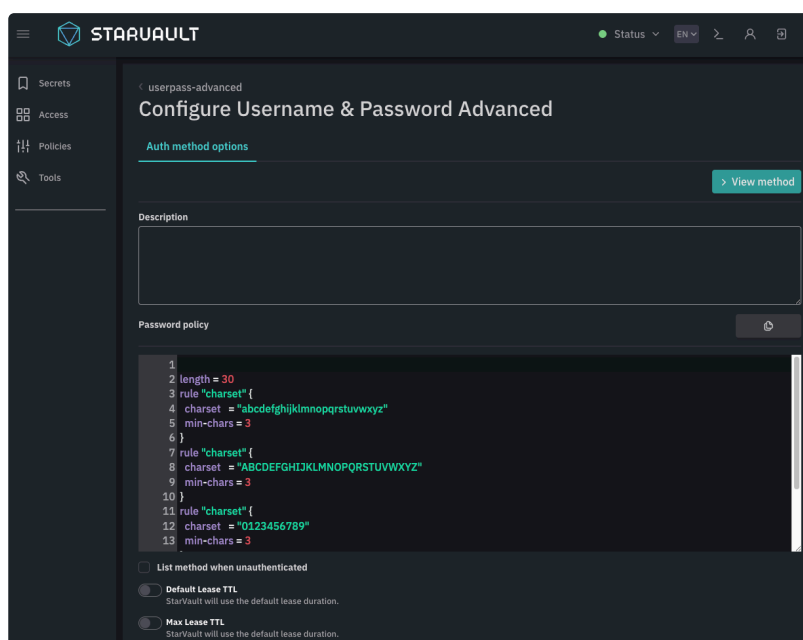 STARVAULT
Status
EN
Secrets
Access
Policies
Tools
< userpass-advanced
Configure Username & Password Advanced
Auth method options
> View method
Description
Password policy
1
2 length = 30
3 rule "charset" {
4 charset = "abcdefghijklmnopqrstuvwxyz"
5 min-chars = 3
6 }
7 rule "charset" {
8 charset = "ABCDEFGHIJKLMNOPQRSTUVWXYZ"
9 min-chars = 3
10 }
11 rule "charset" {
12 charset = "0123456789"
13 min-chars = 3
List method when unauthenticated
Default Lease TTL
StarVault will use the default lease duration.
Max Lease TTL
StarVault will use the default lease duration.